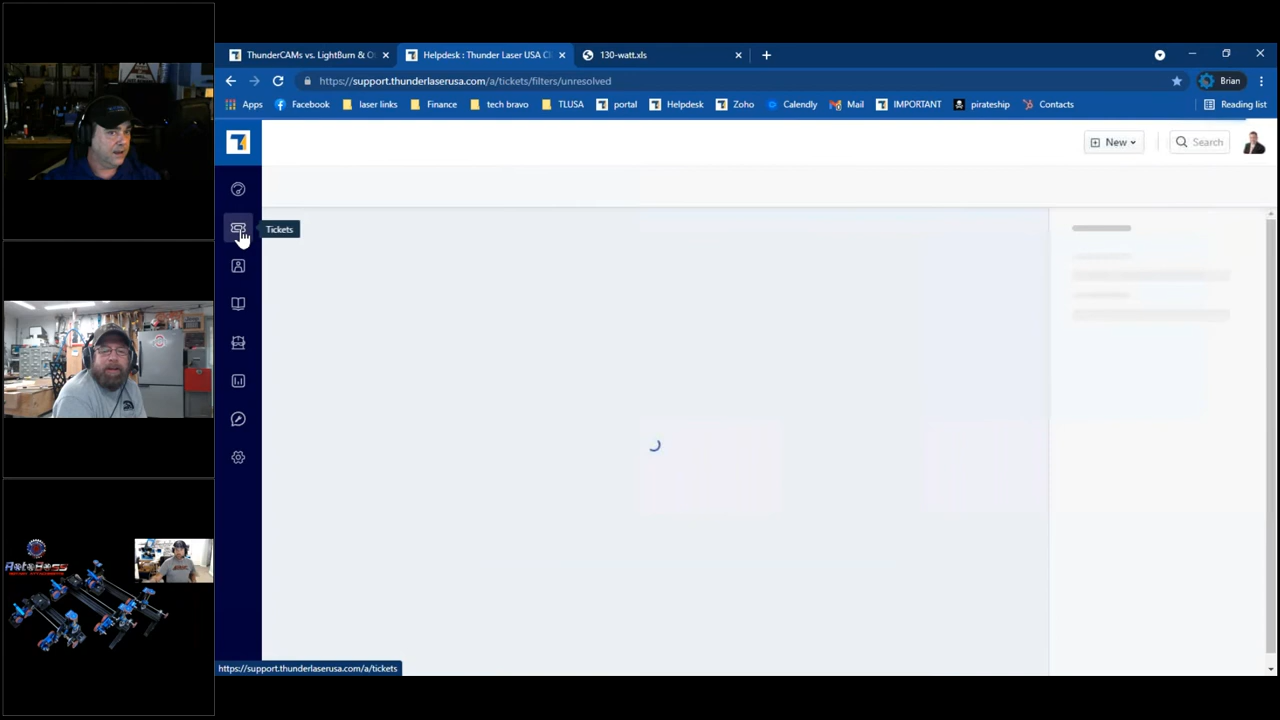 ThunderCAMs vs. LightBurn & O
Helpdesk : Thunder Laser USA C
130-watt.xls
https://support.thunderlaserusa.com/a/tickets/filters/unresolved
Brian
Apps
Facebook
laser links
Finance
tech bravo
TLUSA
portal
Helpdesk
Zoho
Calendly
Mail
IMPORTANT
pirateship
Contacts
Reading list
New
Search
Tickets
RotoBoss
https://support.thunderlaserusa.com/a/tickets